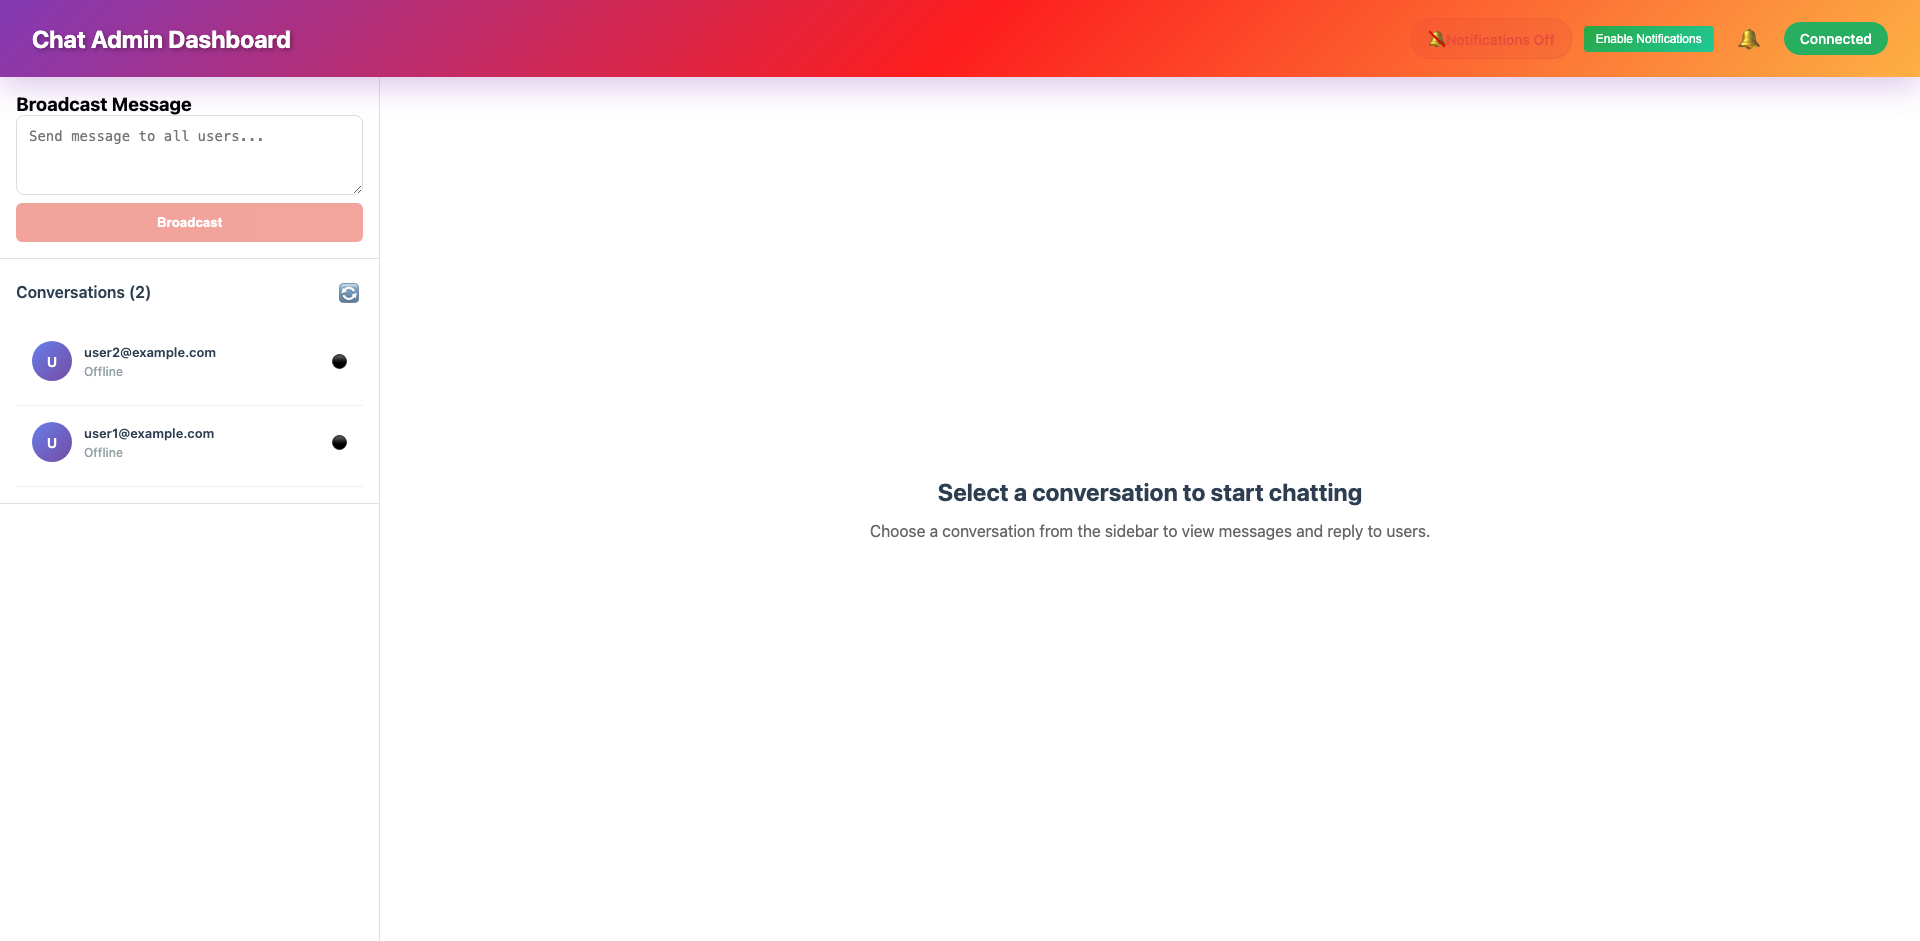 Chat Admin Dashboard
Notifications Off
Enable Notifications
Connected
Broadcast Message
Send message to all users...
Broadcast
Conversations (2)
U
user2@example.com
Offline
U
user1@example.com
Offline
Select a conversation to start chatting
Choose a conversation from the sidebar to view messages and reply to users.